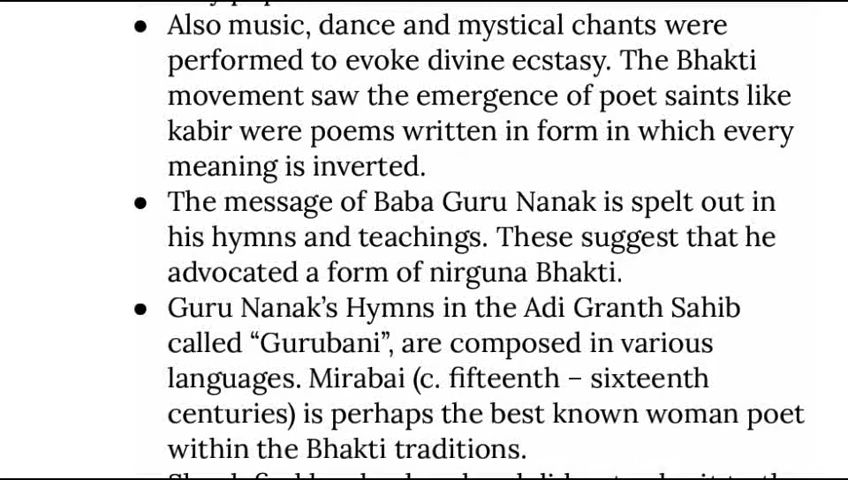 • Also music, dance and mystical chants were
performed to evoke divine ecstasy. The Bhakti
movement saw the emergence of poet saints like
kabir were poems written in form in which every
meaning is inverted.
• The message of Baba Guru Nanak is spelt out in
his hymns and teachings. These suggest that he
advocated a form of nirguna Bhakti.
• Guru Nanak’s Hymns in the Adi Granth Sahib
called “Gurubani”, are composed in various
languages. Mirabai (c. fifteenth – sixteenth
centuries) is perhaps the best known woman poet
within the Bhakti traditions.